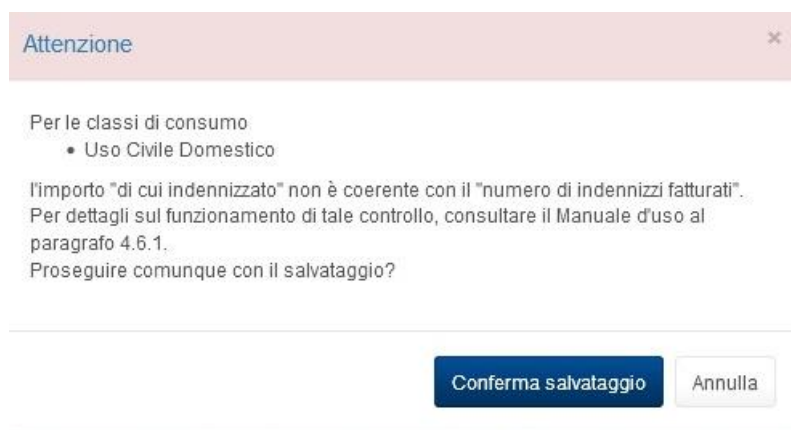 Attenzione
×
Per le classi di consumo
• Uso Civile Domestico
l'importo "di cui indennizzato" non è coerente con il "numero di indennizzi fatturati".
Per dettagli sul funzionamento di tale controllo, consultare il Manuale d'uso al
paragrafo 4.6.1.
Proseguire comunque con il salvataggio?
Conferma salvataggio
Annulla